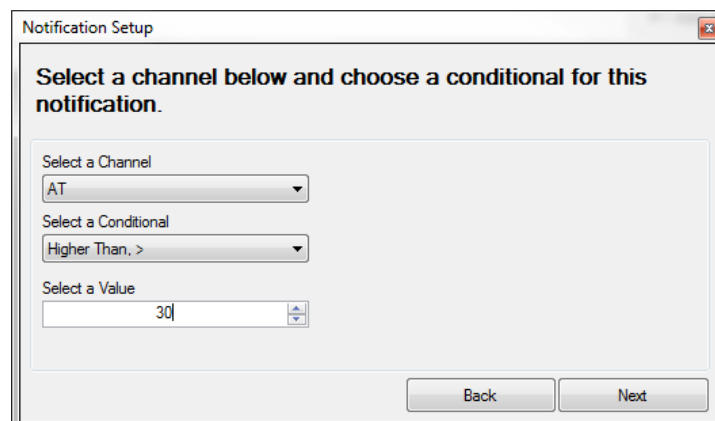 Notification Setup
Select a channel below and choose a conditional for this
notification.
Select a Channel
AT
Select a Conditional
Higher Than, >
Select a Value
30
Back Next